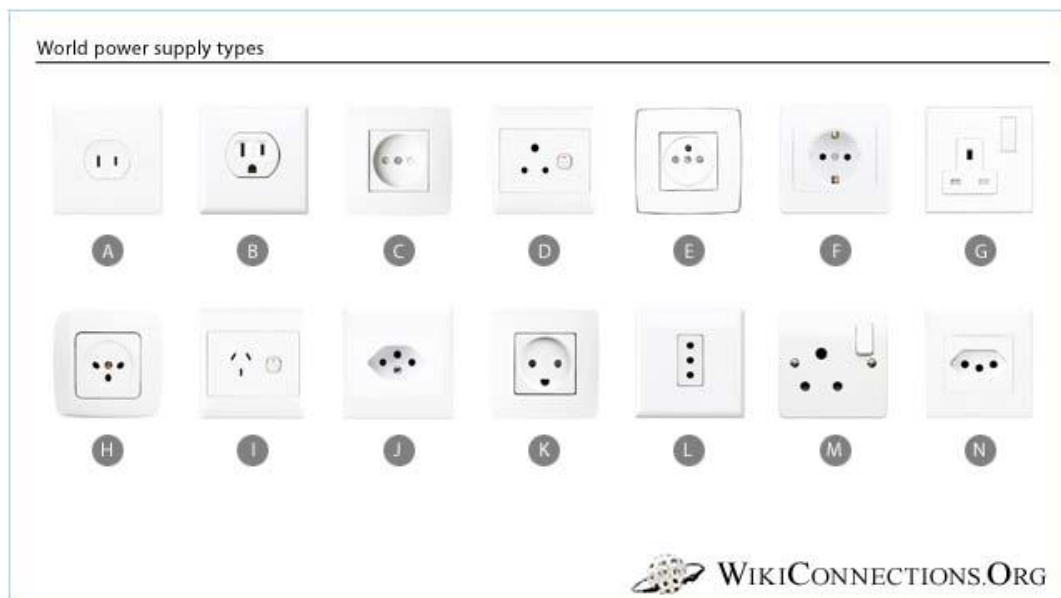 World power supply types
A B C D E F G
H I J K L M N
WIKICONNECTIONS.ORG